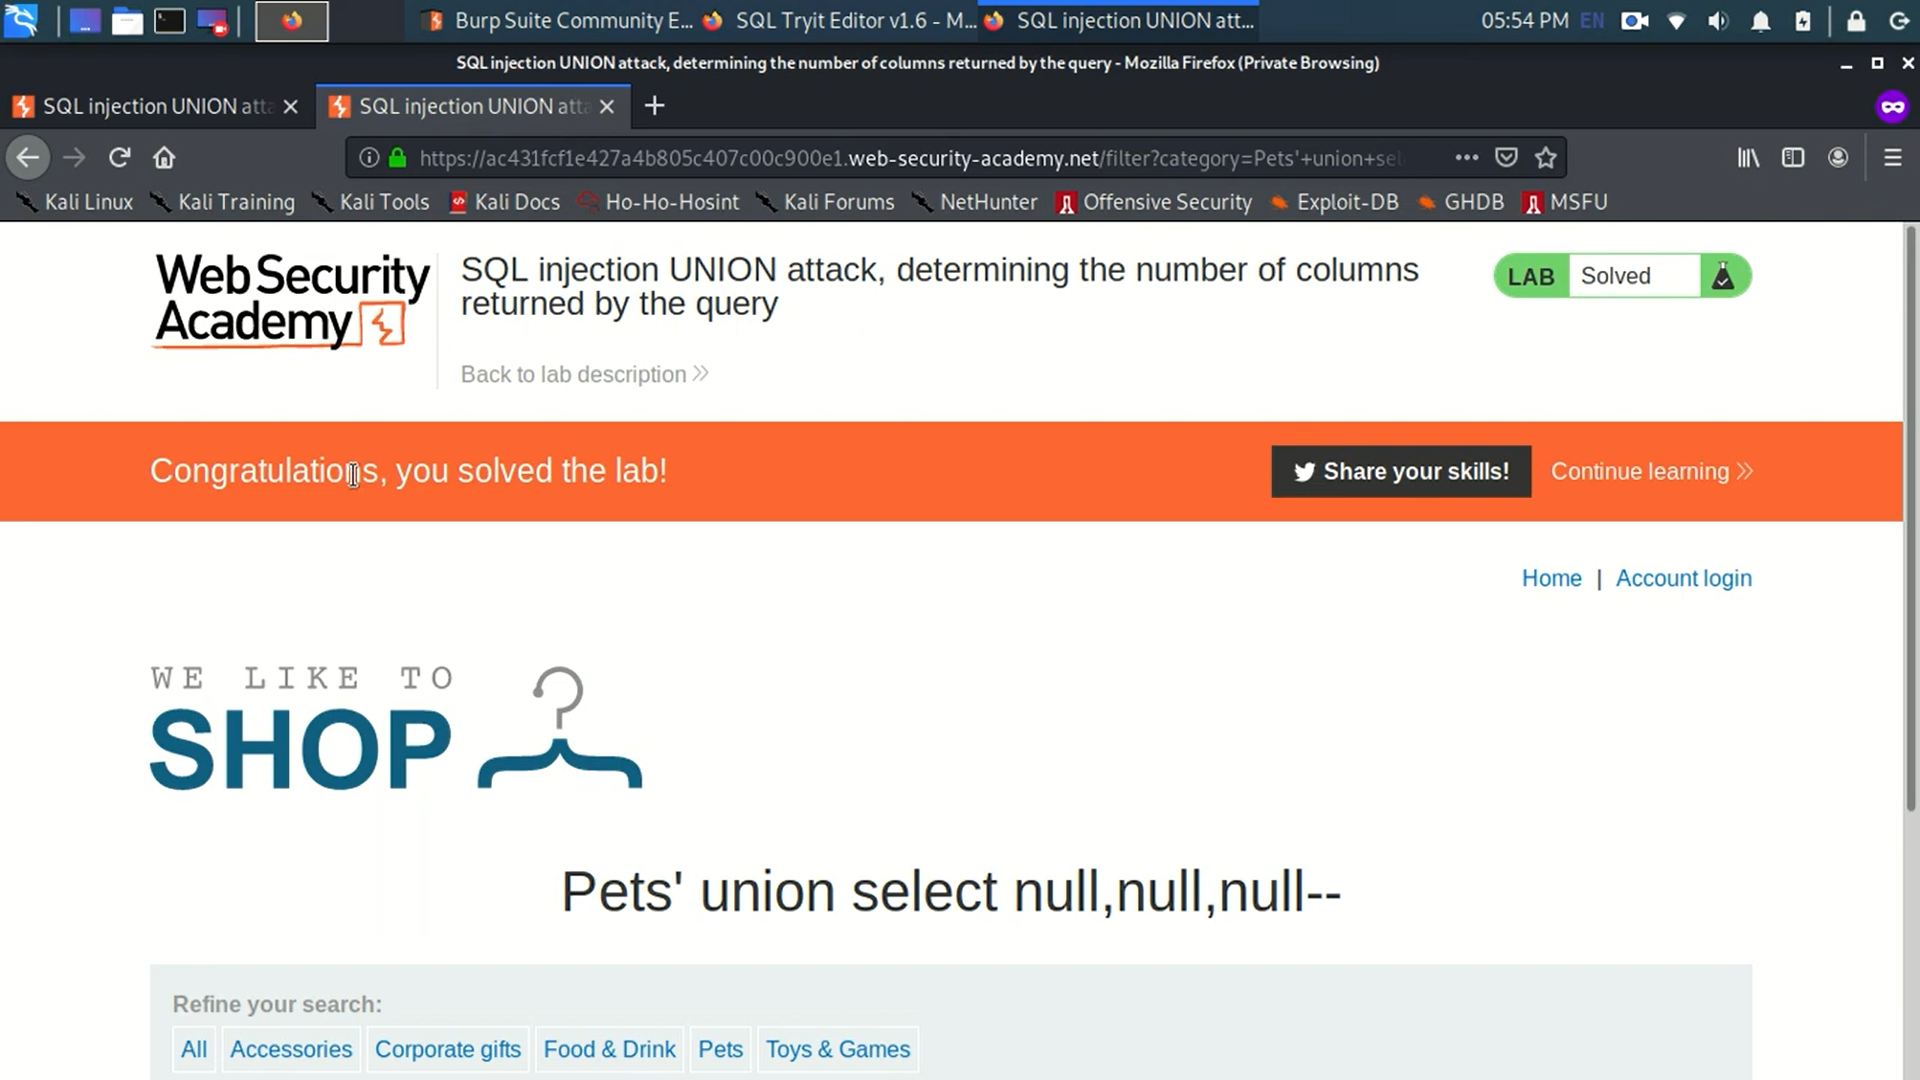 Burp Suite Community E...
SQL Tryit Editor v1.6 - M...
SQL injection UNION att...
05:54 PM
EN
SQL injection UNION attack, determining the number of columns returned by the query - Mozilla Firefox (Private Browsing)
SQL injection UNION atta
SQL injection UNION atta
https://ac431fcf1e427a4b805c407c00c900e1.web-security-academy.net/filter?category=Pets'+union+sel
Kali Linux
Kali Training
Kali Tools
Kali Docs
Ho-Ho-Hosint
Kali Forums
NetHunter
Offensive Security
Exploit-DB
GHDB
MSFU
Web Security
Academy
SQL injection UNION attack, determining the number of columns
returned by the query
LAB Solved
Back to lab description
Congratulations, you solved the lab!
Share your skills!
Continue learning
Home | Account login
WE LIKE TO
SHOP
Pets' union select null,null,null--
Refine your search:
All
Accessories
Corporate gifts
Food & Drink
Pets
Toys & Games